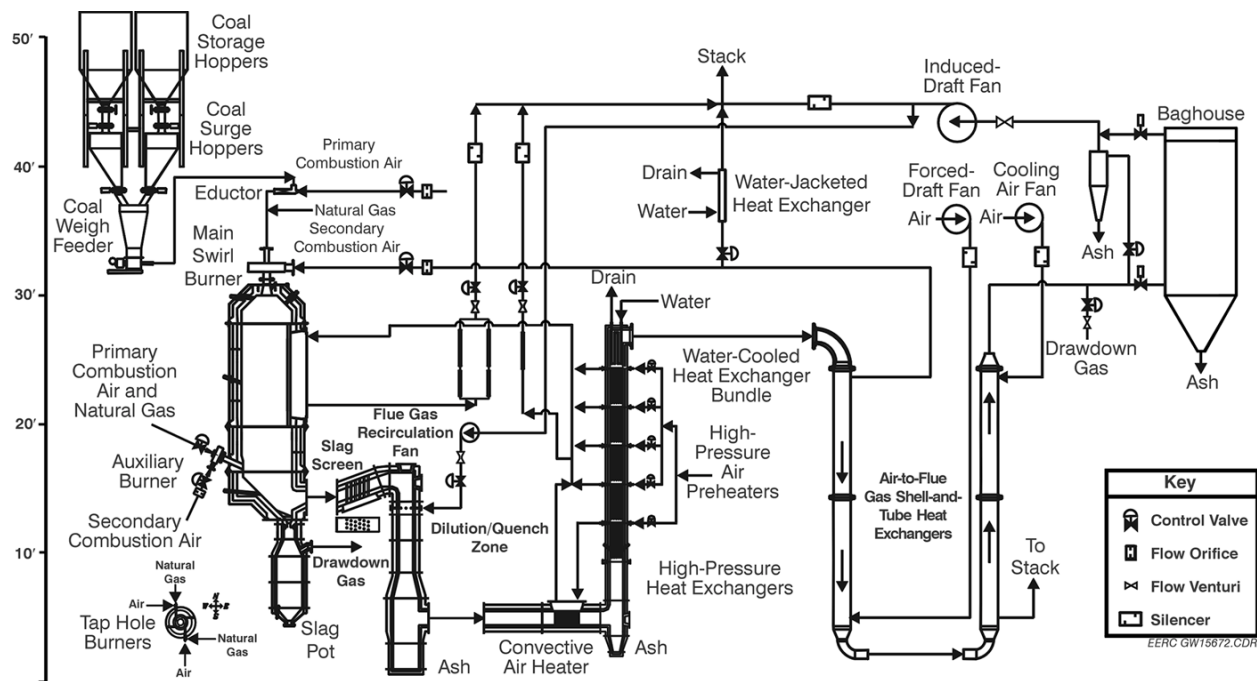 50'
40'
30'
20'
10'
Coal
Storage
Hoppers
Coal
Surge
Hoppers
Coal
Weigh
Feeder
Eductor
Primary
Combustion Air
Natural Gas
Secondary
Combustion Air
Main
Swirl
Burner
Primary
Combustion
Air and
Natural Gas
Auxiliary
Burner
Secondary
Combustion Air
Natural
Gas
Air
Tap Hole
Burners
Natural
Gas
Air
N
W
E
S
Slag
Pot
Slag
Screen
Drawdown
Gas
Flue Gas
Recirculation
Fan
Dilution/Quench
Zone
Ash
Convective
Air Heater
Ash
High-Pressure
Heat Exchangers
High-
Pressure
Air
Preheaters
Water-Cooled
Heat Exchanger
Bundle
Drain
Water
Stack
Drain
Water
Water-Jacketed
Heat Exchanger
Induced-
Draft Fan
Forced-
Draft Fan
Air
Cooling
Air Fan
Air
Baghouse
Ash
Ash
Drawdown
Gas
Air-to-Flue
Gas Shell-and-
Tube Heat
Exchangers
To
Stack
Key
Control Valve
Flow Orifice
Flow Venturi
Silencer
EERC GW15672.CDR